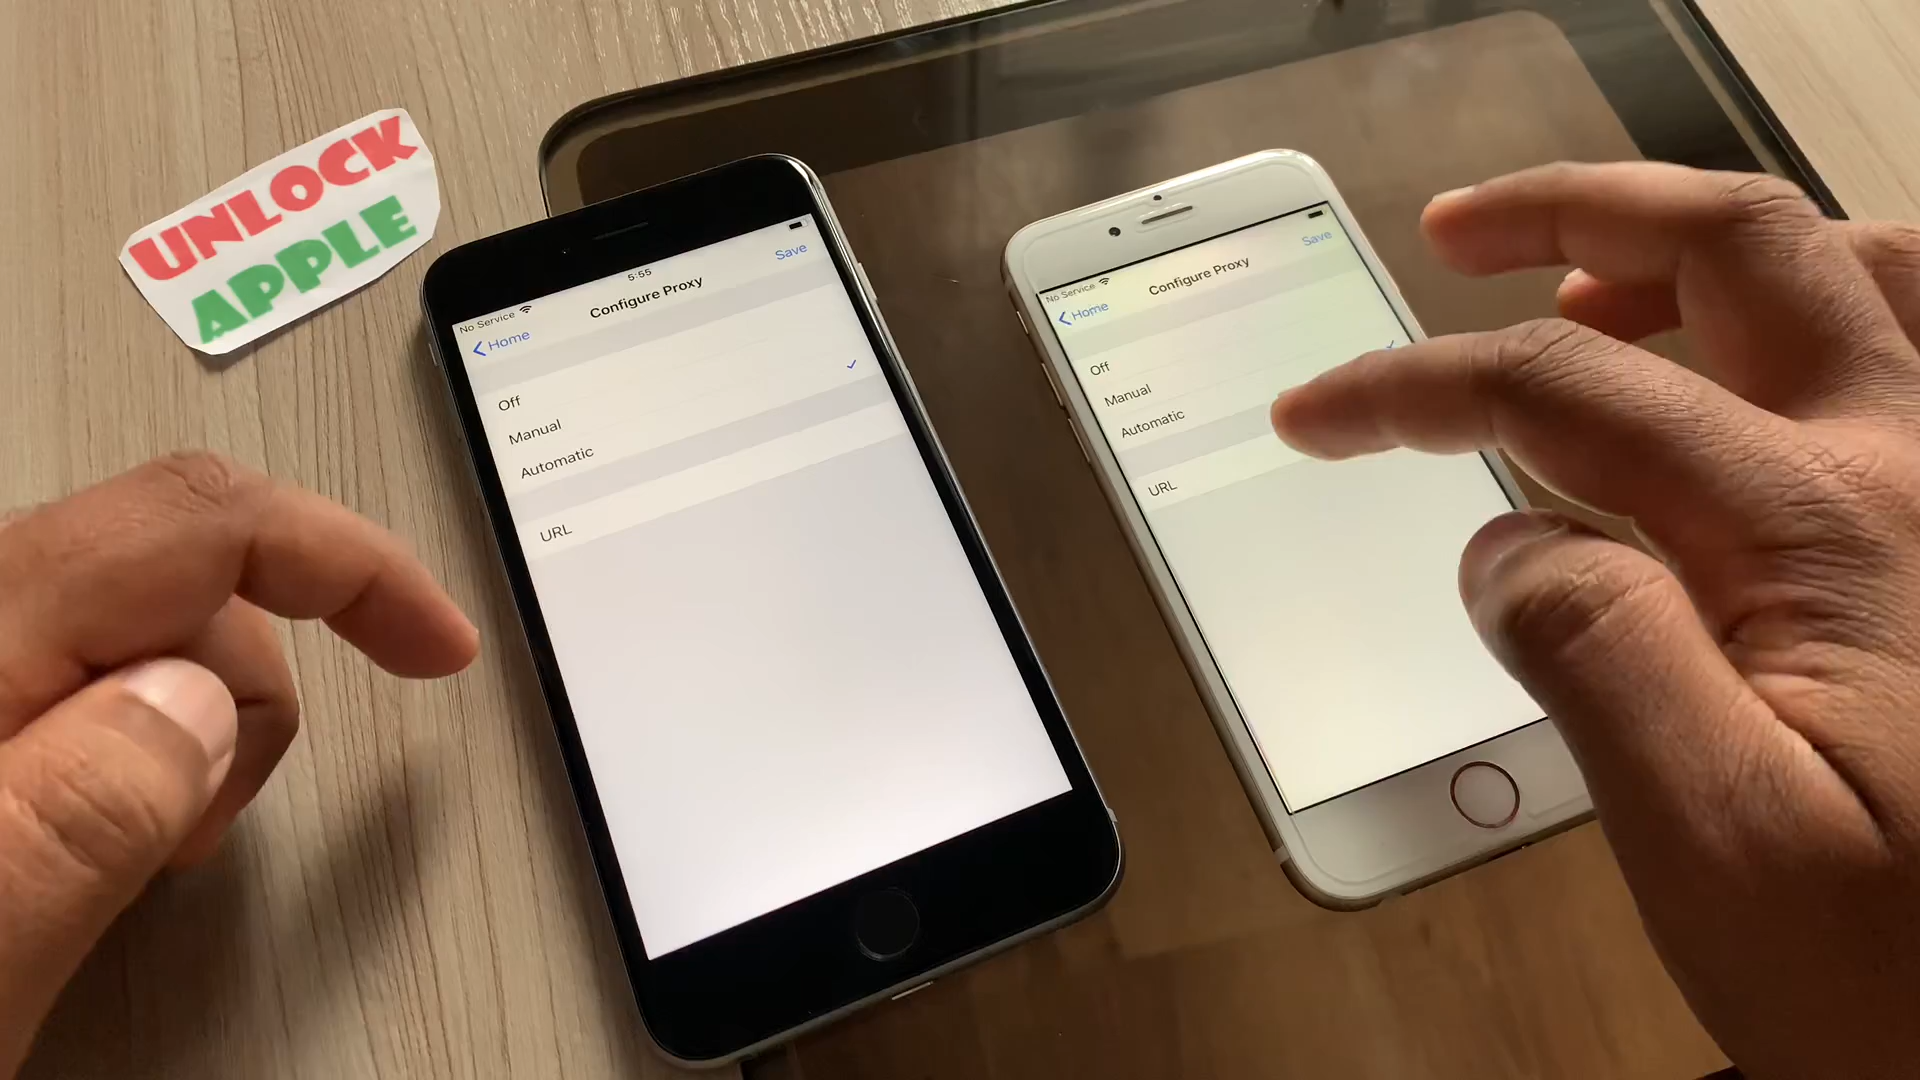 UNLOCK
APPLE
5:55
No Service
Home
Configure Proxy
Save
Off
Manual
Automatic
URL
No Service
Home
Configure Proxy
Save
Off
Manual
Automatic
URL